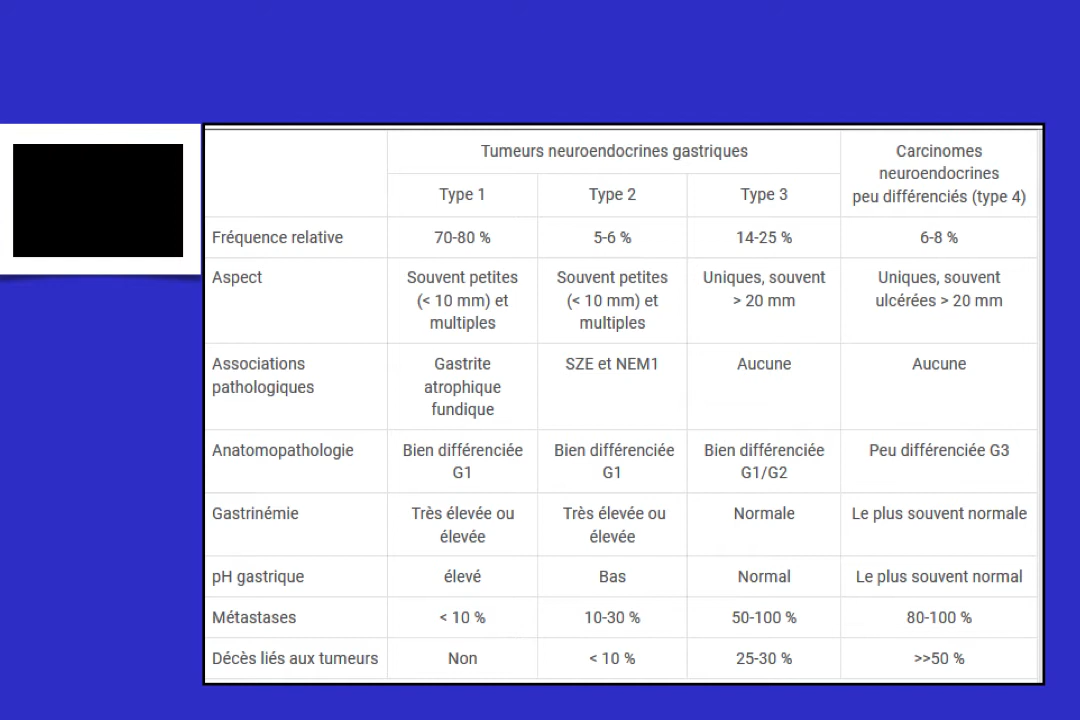 Tumeurs neuroendocrines gastriques
Carcinomes
neuroendocrines
peu différenciés (type 4)
Type 1
Type 2
Type 3
Fréquence relative
70-80 %
5-6 %
14-25 %
6-8 %
Aspect
Souvent petites
(< 10 mm) et
multiples
Souvent petites
(< 10 mm) et
multiples
Uniques, souvent
> 20 mm
Uniques, souvent
ulcérées > 20 mm
Associations
pathologiques
Gastrite
atrophique
fundique
SZE et NEM1
Aucune
Aucune
Anatomopathologie
Bien différenciée
G1
Bien différenciée
G1
Bien différenciée
G1/G2
Peu différenciée G3
Gastrinémie
Très élevée ou
élevée
Très élevée ou
élevée
Normale
Le plus souvent normale
pH gastrique
élevé
Bas
Normal
Le plus souvent normal
Métastases
< 10 %
10-30 %
50-100 %
80-100 %
Décès liés aux tumeurs
Non
< 10 %
25-30 %
>>50 %